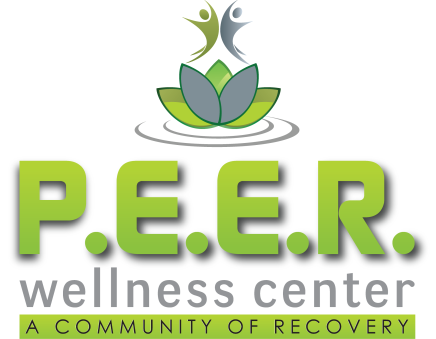 P.E.E.R.
wellness center
A COMMUNITY OF RECOVERY